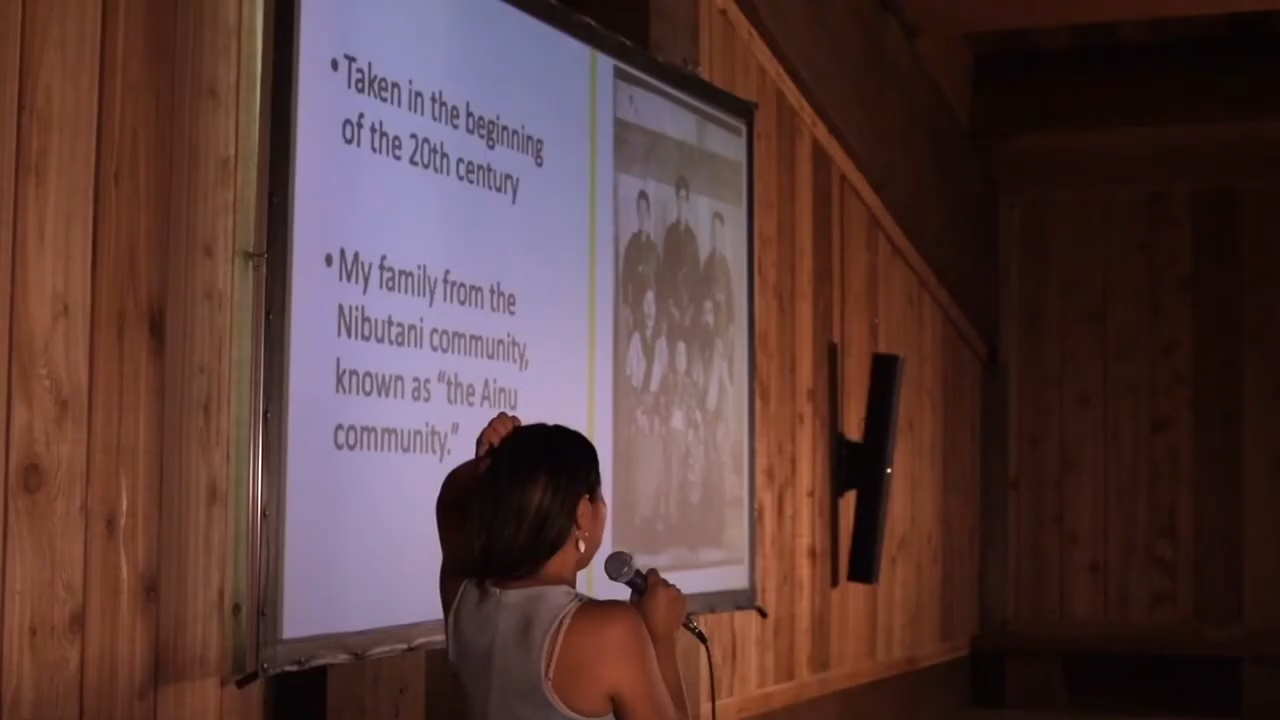 • Taken in the beginning
of the 20th century
• My family from the
Nibutani community,
known as “the Ainu
community.”